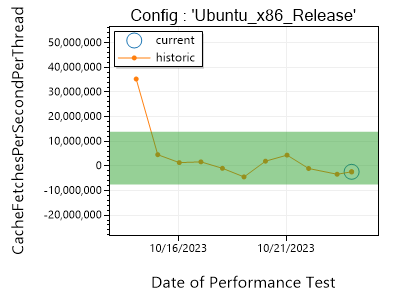 Config : 'Ubuntu_x86_Release'
current
historic
CacheFetchesPerSecondPerThread
50,000,000
40,000,000
30,000,000
20,000,000
10,000,000
0
-10,000,000
-20,000,000
10/16/2023
10/21/2023
Date of Performance Test